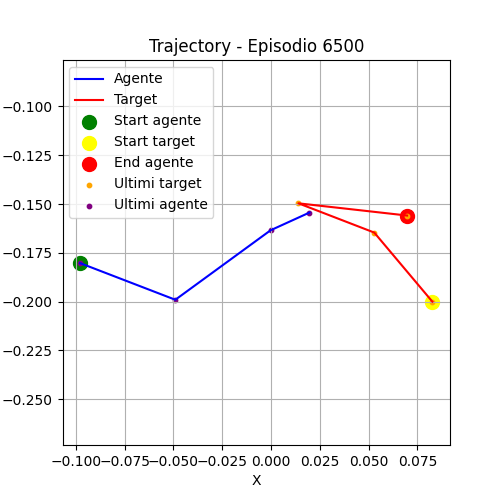 Trajectory - Episodio 6500
Agente
Target
Start agente
Start target
End agente
Ultimi target
Ultimi agente
−0.100
−0.125
−0.150
−0.175
−0.200
−0.225
−0.250
−0.100 −0.075 −0.050 −0.025 0.000 0.025 0.050 0.075
X